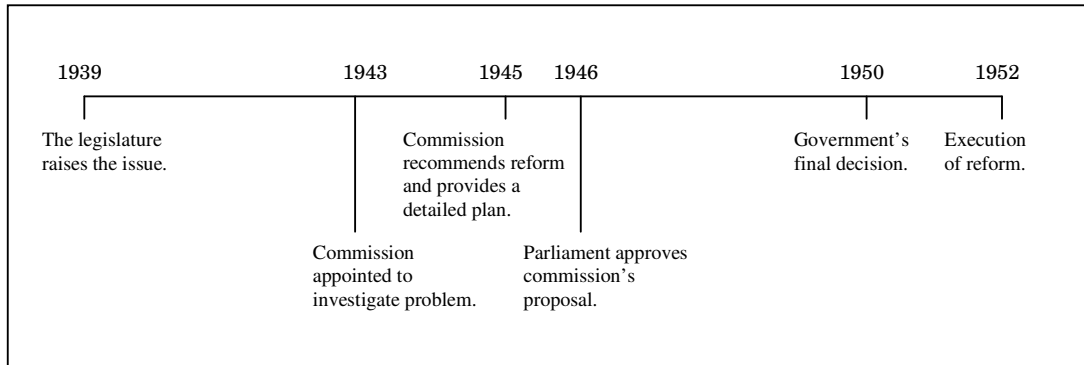 1939 1943 1945 1946 1950 1952
The legislature
raises the issue.
Commission
appointed to
investigate problem.
Commission
recommends reform
and provides a
detailed plan.
Parliament approves
commission's
proposal.
Government's
final decision.
Execution
of reform.